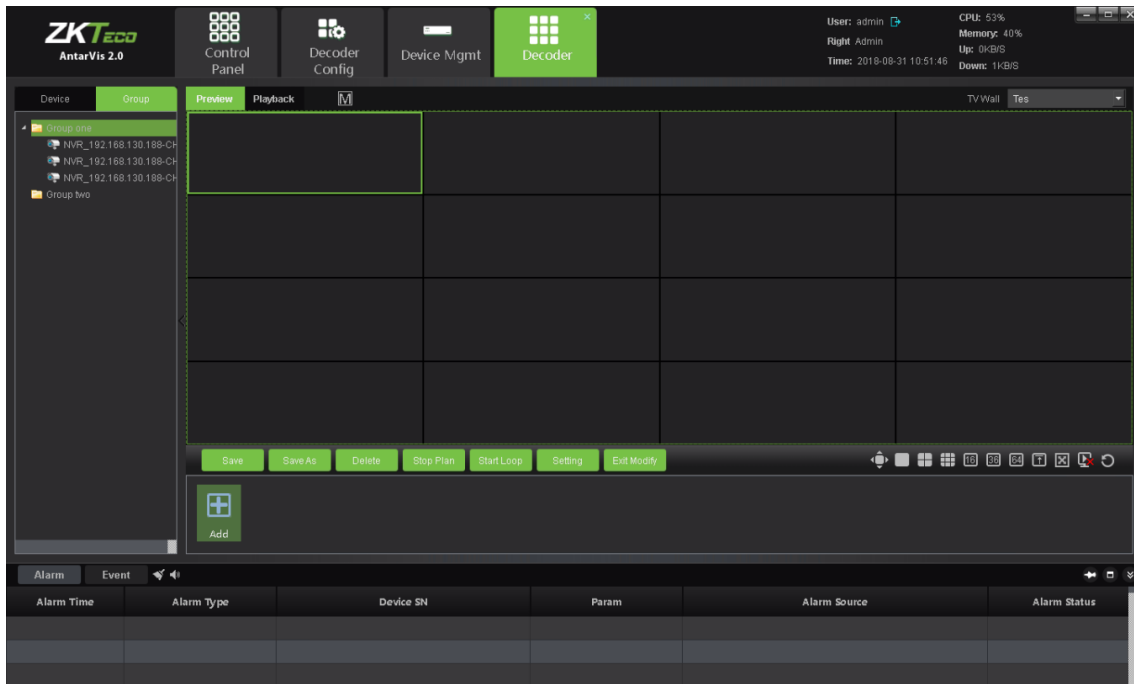 ZKTECO
AntarVis 2.0
Control Panel
Decoder Config
Device Mgmt
Decoder
User: admin
Right Admin
Time: 2018-08-31 10:51:46
CPU: 53%
Memory: 40%
Up: 0KB/S
Down: 1KB/S
Device Group
Preview Playback M
TV Wall Tes
Group one
NVR_192.168.130.188-CH
NVR_192.168.130.188-CH
NVR_192.168.130.188-CH
Group two
Save Save As Delete Stop Plan Start Loop Setting Exit Modify 16 36 64
Add
Alarm Event
Alarm Time Alarm Type Device SN Param Alarm Source Alarm Status